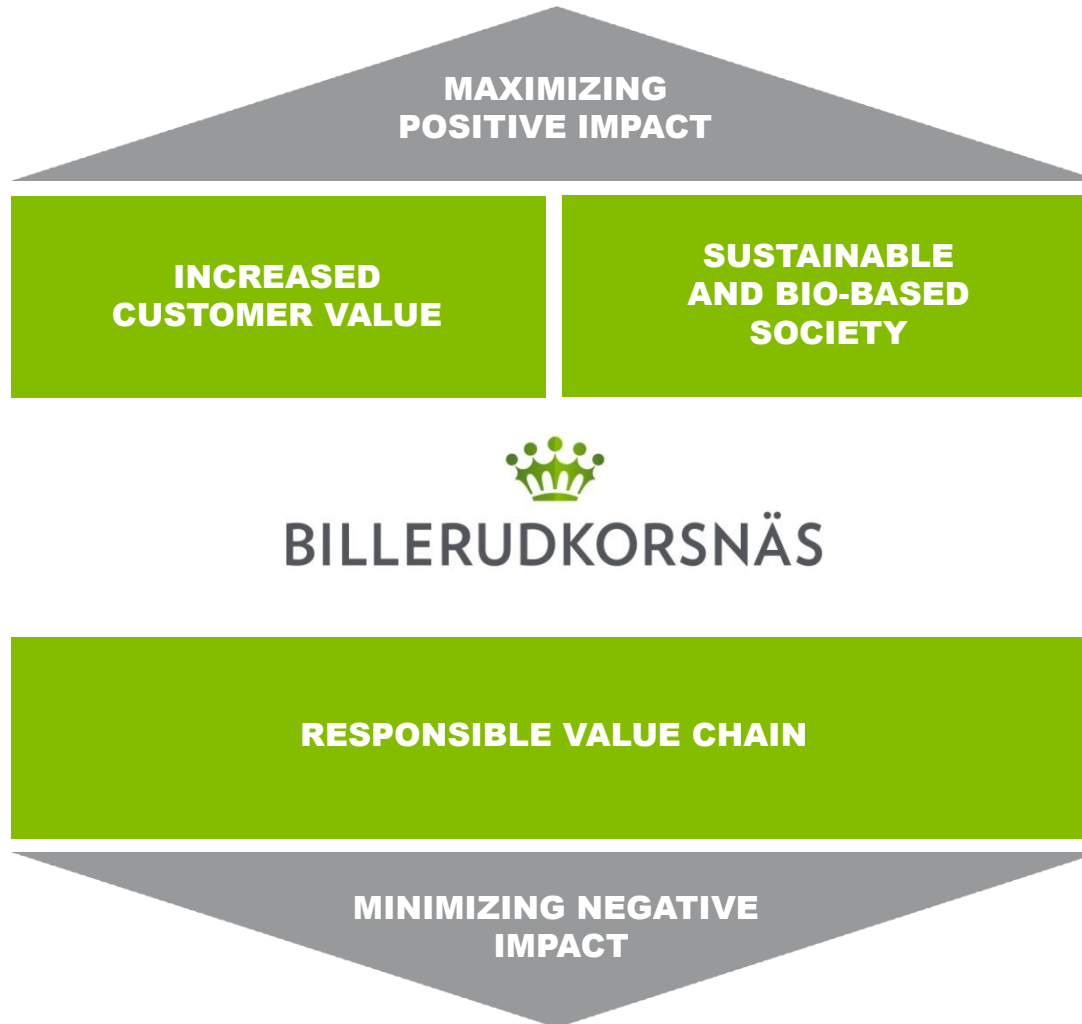 MAXIMIZING
POSITIVE IMPACT
INCREASED
CUSTOMER VALUE
SUSTAINABLE
AND BIO-BASED
SOCIETY
BILLERUDKORSNÄS
RESPONSIBLE VALUE CHAIN
MINIMIZING NEGATIVE
IMPACT